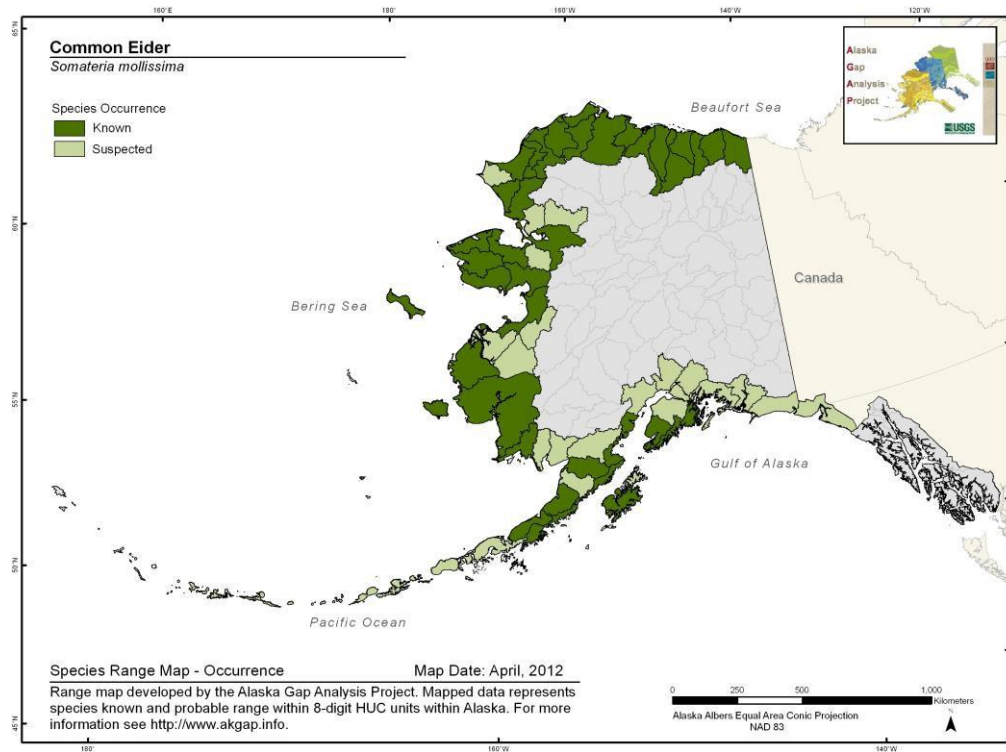 160°W 140°W 120°W
65°N
Common Eider
Somateria mollissima
Species Occurrence
Known
Suspected
Alaska
Gap
Analysis
Project
USGS
Beaufort Sea
60°N
Canada
Bering Sea
55°N
Gulf of Alaska
50°N
Pacific Ocean
Species Range Map - Occurrence Map Date: April, 2012
Range map developed by the Alaska Gap Analysis Project. Mapped data represents
species known and probable range within 8-digit HUC units within Alaska. For more
information see http://www.akgap.info.
0 250 500 1,000
Kilometers
Alaska Albers Equal Area Conic Projection
NAD 83
N
45°N
180° 160°W 140°W